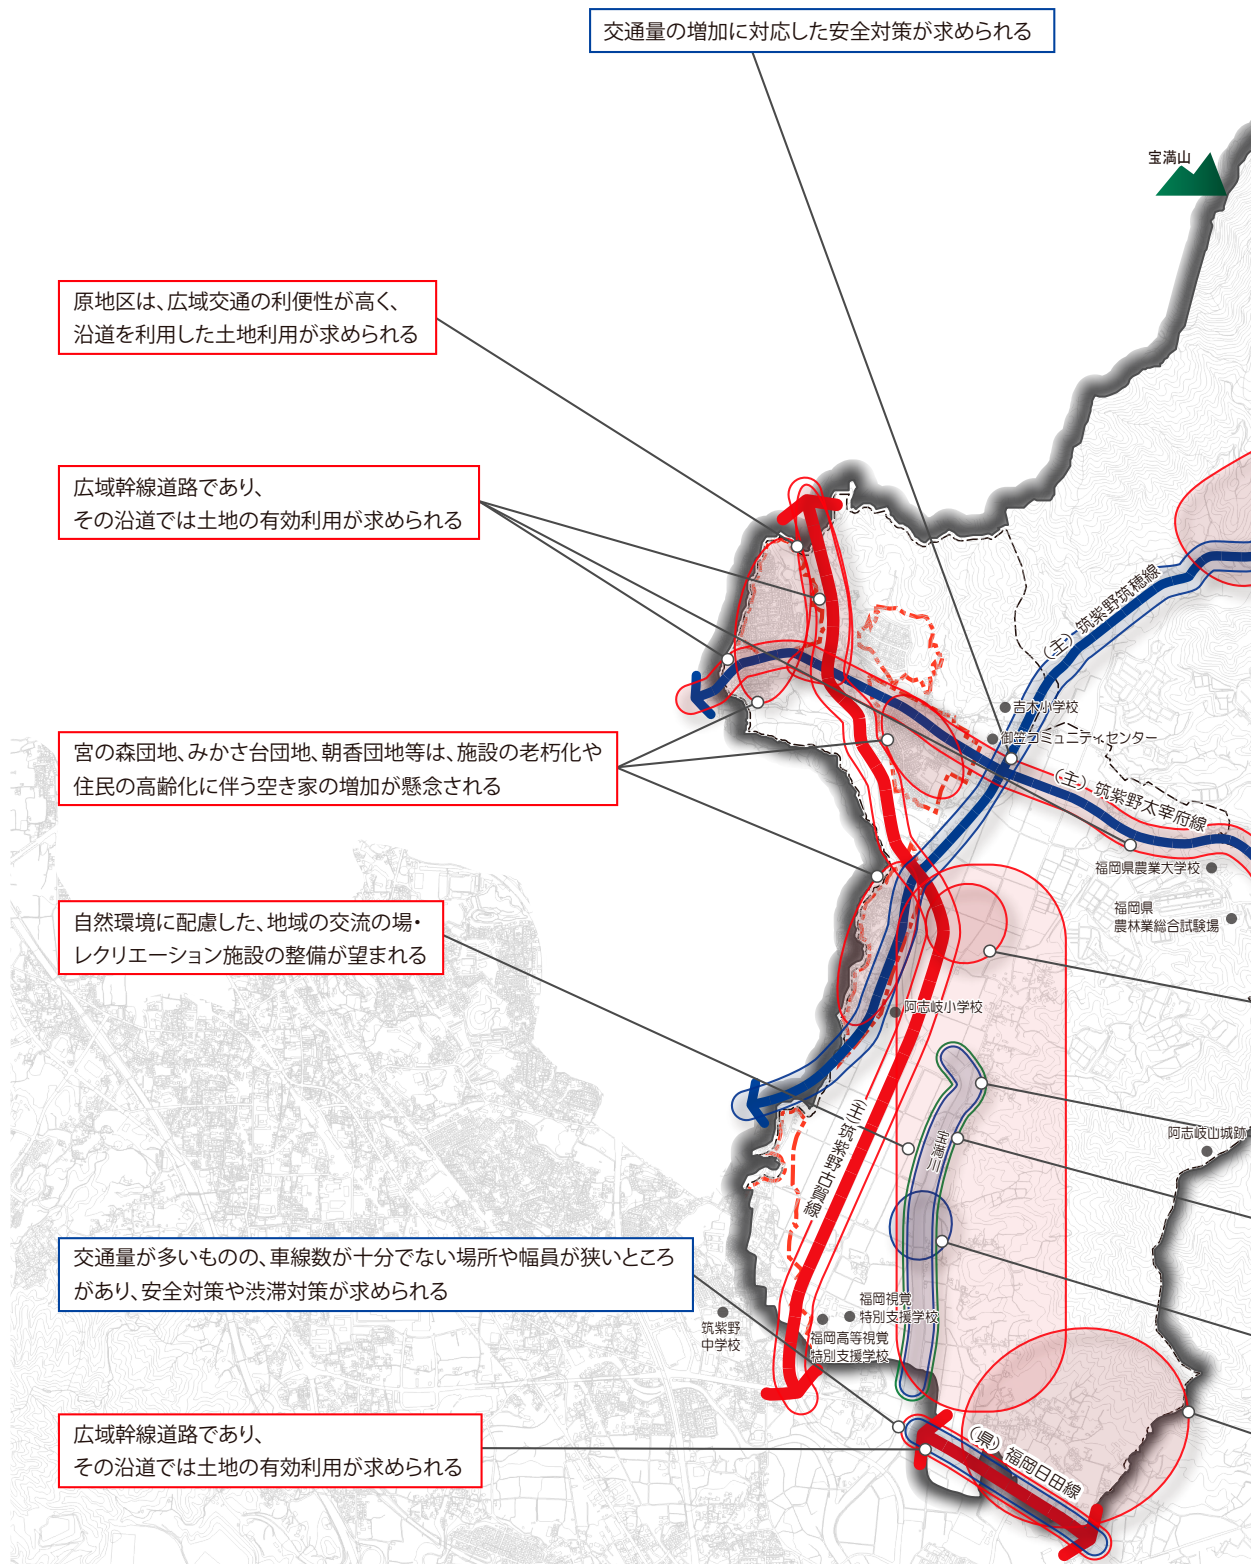 交通量の増加に対応した安全対策が求められる
宝満山
原地区は、広域交通の利便性が高く、
沿道を利用した土地利用が求められる
広域幹線道路であり、
その沿道では土地の有効利用が求められる
(主) 筑紫野筑穂線
吉木小学校
御笠コミュニティセンター
宮の森団地、みかさ台団地、朝香団地等は、施設の老朽化や
住民の高齢化に伴う空き家の増加が懸念される
(主) 筑紫野太宰府線
福岡県農業大学校
福岡県
農林業総合試験場
自然環境に配慮した、地域の交流の場・
レクリエーション施設の整備が望まれる
阿志岐小学校
(主)筑紫野古賀線
宝満川
阿志岐山城跡
交通量が多いものの、車線数が十分でない場所や幅員が狭いところ
があり、安全対策や渋滞対策が求められる
筑紫野
中学校
福岡視覚
特別支援学校
福岡高等視覚
特別支援学校
広域幹線道路であり、
その沿道では土地の有効利用が求められる
(県) 福岡日田線